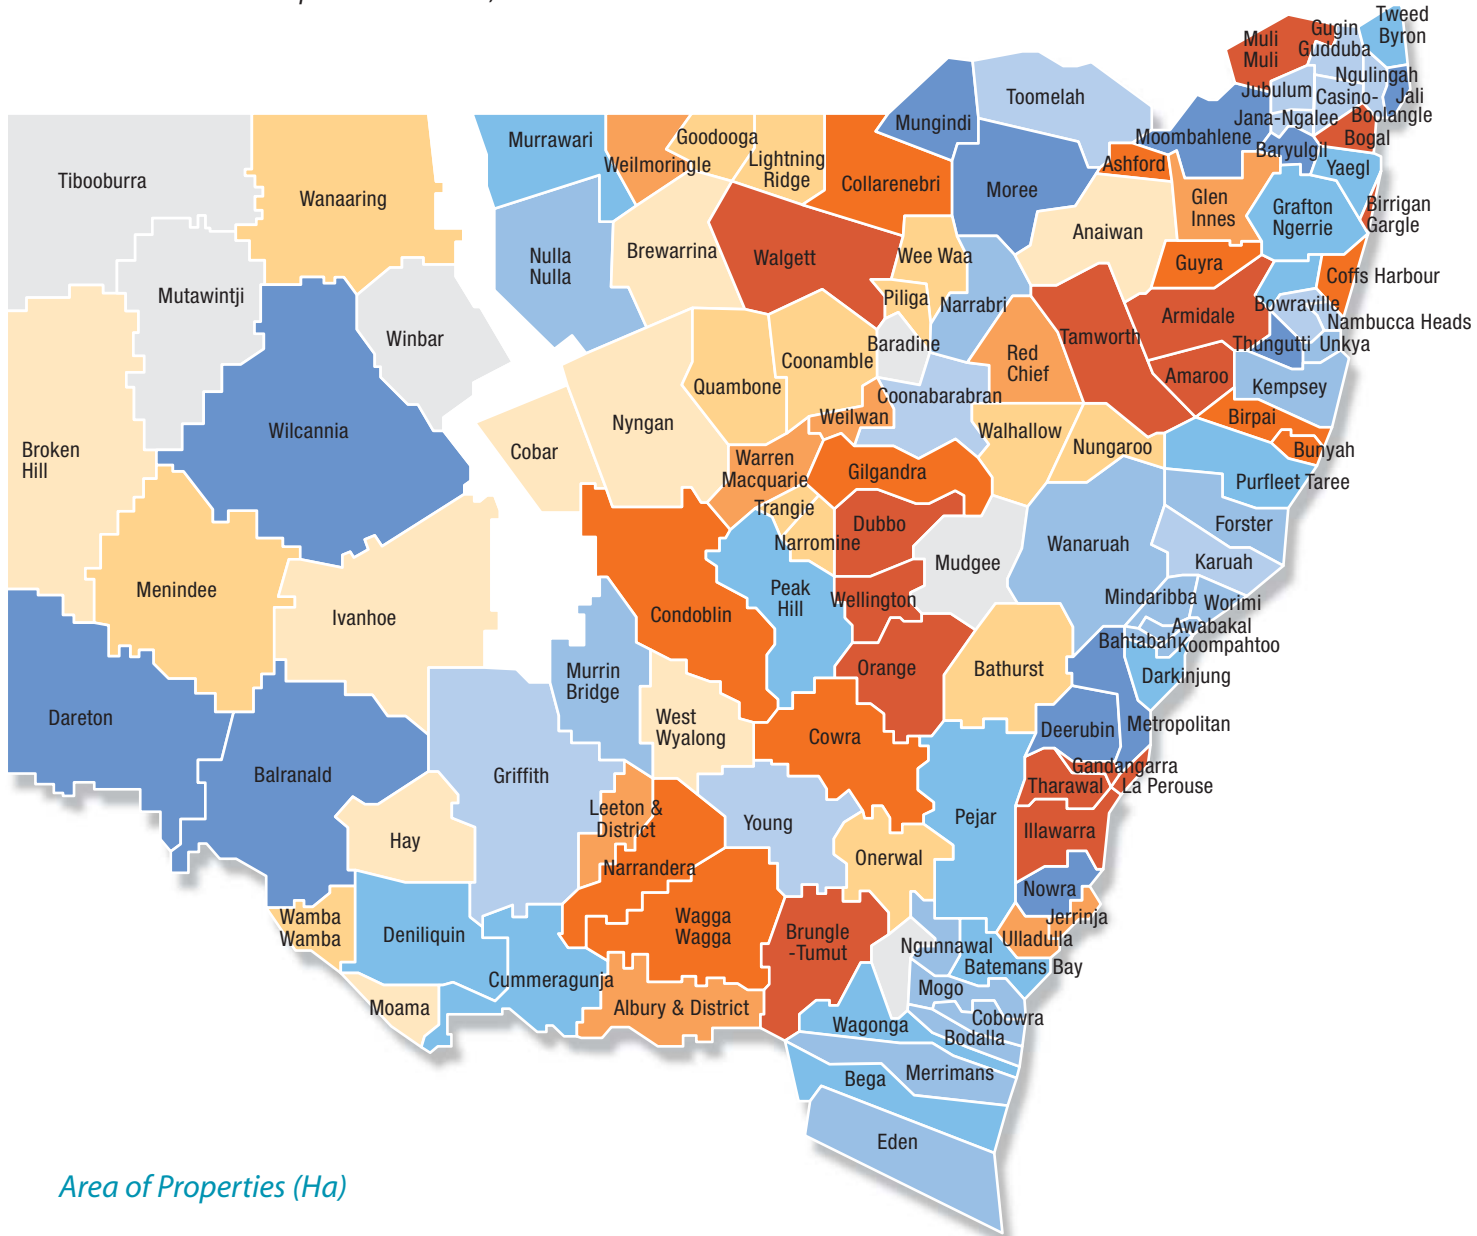 Tweed
Byron
Gugin
Gudduba
Muli
Muli
Ngulingah
Jubulum
Casino-
Boolangle
Jali
Jana-Ngalee
Bogal
Toomelah
Mungindi
Moombahlene
Baryulgil
Yaegl
Murrawari
Weilmoringle
Goodooga
Lightning
Ridge
Collarenebri
Moree
Ashford
Glen
Innes
Grafton
Ngerrie
Birrigan
Gargle
Tibooburra
Wanaaring
Nulla
Nulla
Brewarrina
Walgett
Wee Waa
Anaiwan
Guyra
Coffs Harbour
Mutawintji
Winbar
Piliga
Narrabri
Baradine
Bowraville
Nambucca Heads
Armidale
Tamworth
Thungutti
Unkya
Red
Chief
Amaroo
Kempsey
Coonamble
Quambone
Coonabarabran
Weilwan
Nyngan
Walhallow
Nungaroo
Birpai
Bunyah
Wilcannia
Broken
Hill
Cobar
Warren
Macquarie
Gilgandra
Purfleet Taree
Trangie
Narromine
Dubbo
Mudgee
Wanaruah
Forster
Karuah
Menindee
Ivanhoe
Condoblin
Peak
Hill
Wellington
Mindaribba
Worimi
Awabakal
Bahtabah
Koompahtoo
Darkinjung
Murrin
Bridge
Orange
Bathurst
Dareton
West
Wyalong
Cowra
Deerubin
Metropolitan
Balranald
Griffith
Gandangarra
Tharawal
La Perouse
Leeton &
District
Young
Pejar
Illawarra
Hay
Narrandera
Onerwal
Nowra
Jerrinja
Wamba
Wamba
Deniliquin
Wagga
Wagga
Brungle
-Tumut
Ngunnawal
Ulladulla
Batemans Bay
Cummeragunja
Mogo
Moama
Albury & District
Wagonga
Cobowra
Bodalla
Merrimans
Bega
Eden
Area of Properties (Ha)